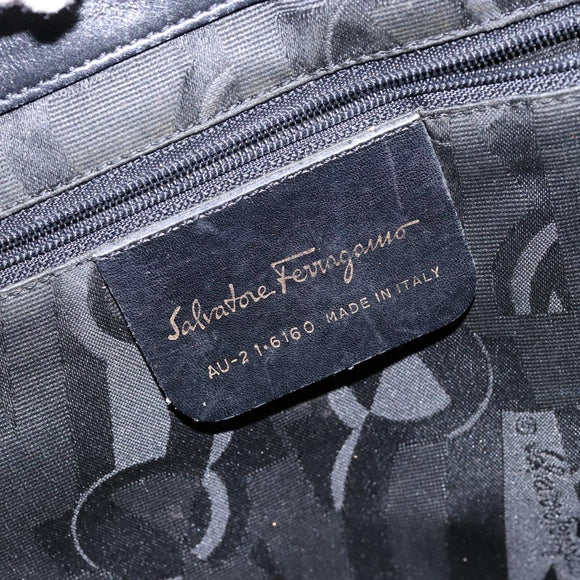 Salvatore Ferragamo
AU-21·6160 MADE IN ITALY